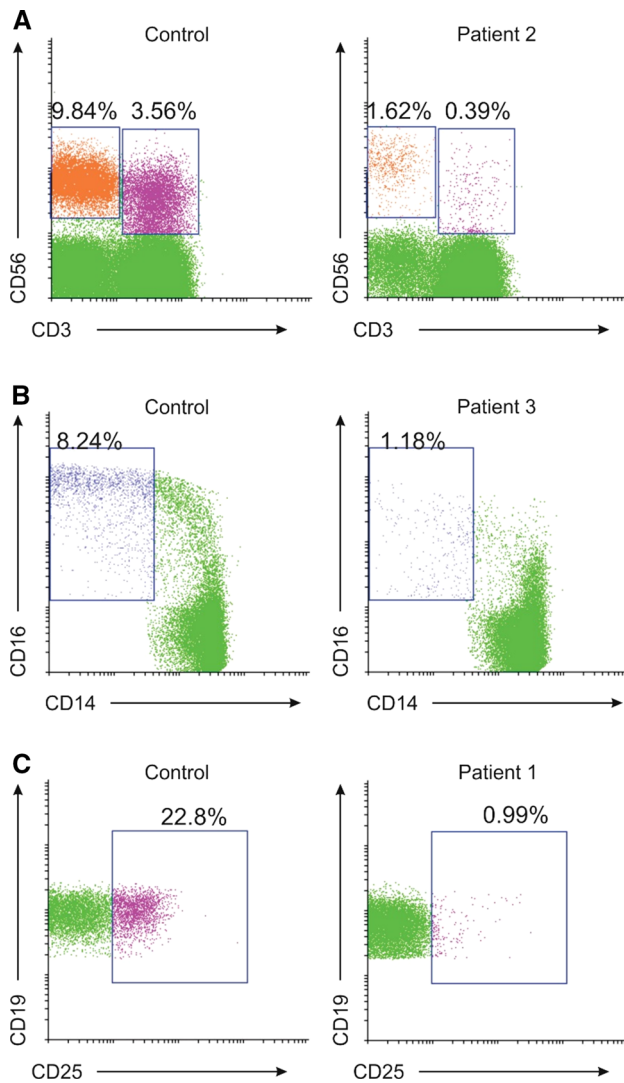 A
Control
Patient 2
9.84% 3.56%
1.62% 0.39%
CD56
CD56
CD3
CD3
B
Control
Patient 3
8.24%
1.18%
CD16
CD16
CD14
CD14
C
Control
Patient 1
22.8%
0.99%
CD19
CD19
CD25
CD25